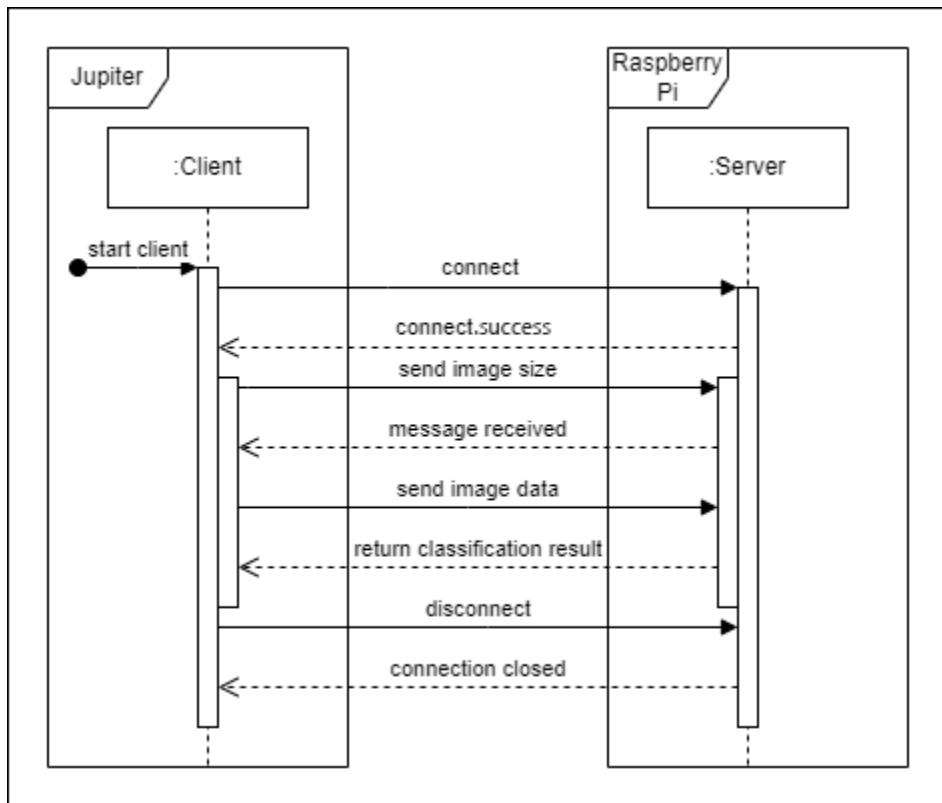 Jupiter
Raspberry
Pi
:Client
:Server
start client
connect
connect.success
send image size
message received
send image data
return classification result
disconnect
connection closed